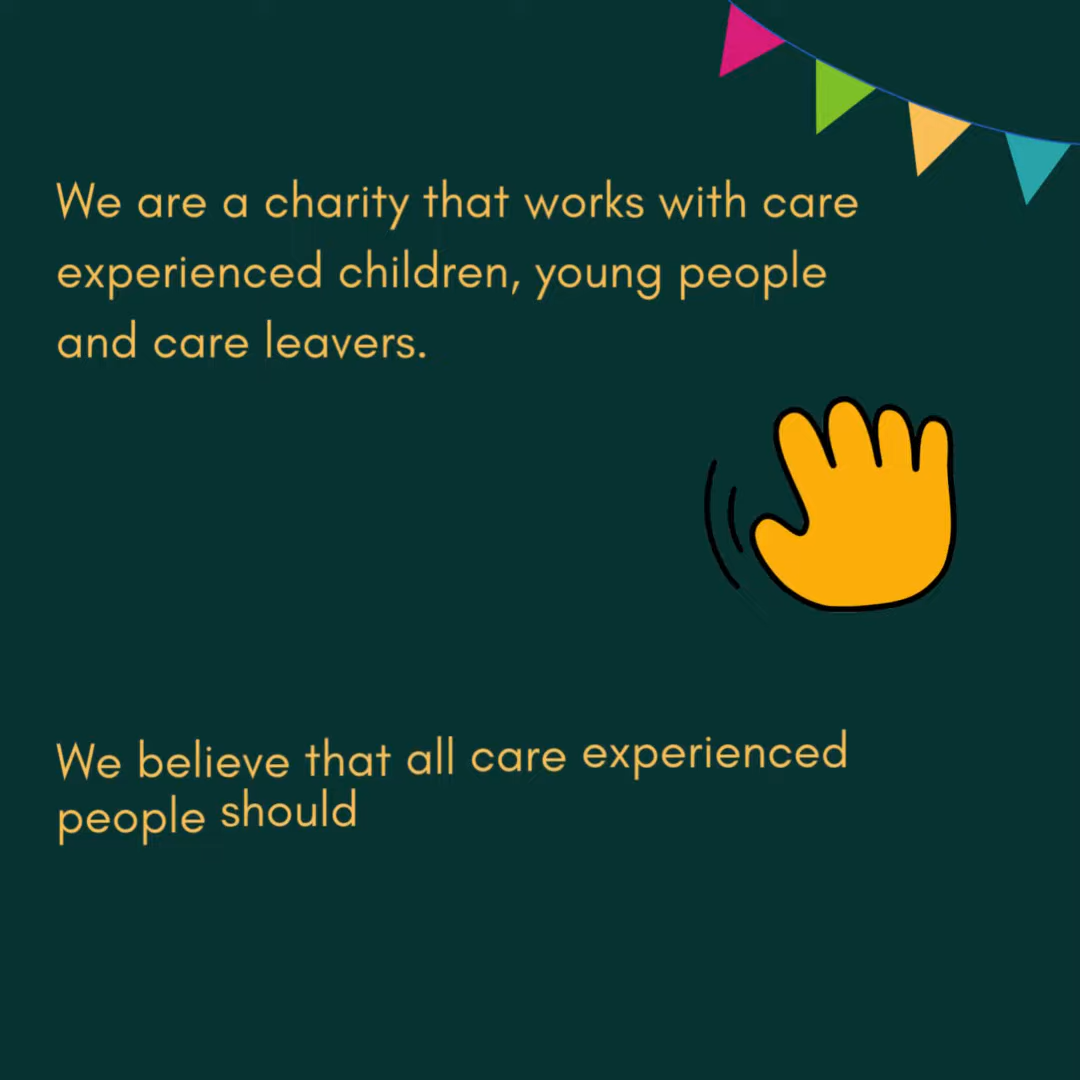 We are a charity that works with care
experienced children, young people
and care leavers.
We believe that all care experienced
people should